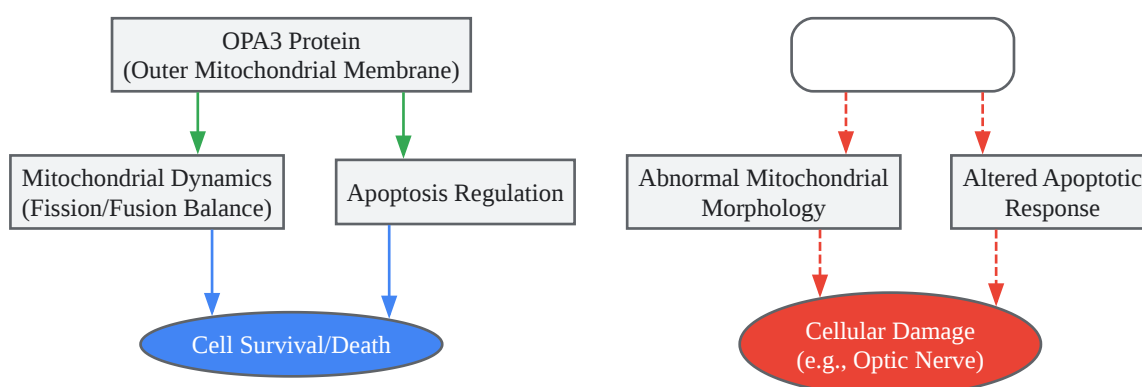 OPA3 Protein
(Outer Mitochondrial Membrane)
Mitochondrial Dynamics
(Fission/Fusion Balance)
Apoptosis Regulation
Cell Survival/Death
Abnormal Mitochondrial
Morphology
Altered Apoptotic
Response
Cellular Damage
(e.g., Optic Nerve)